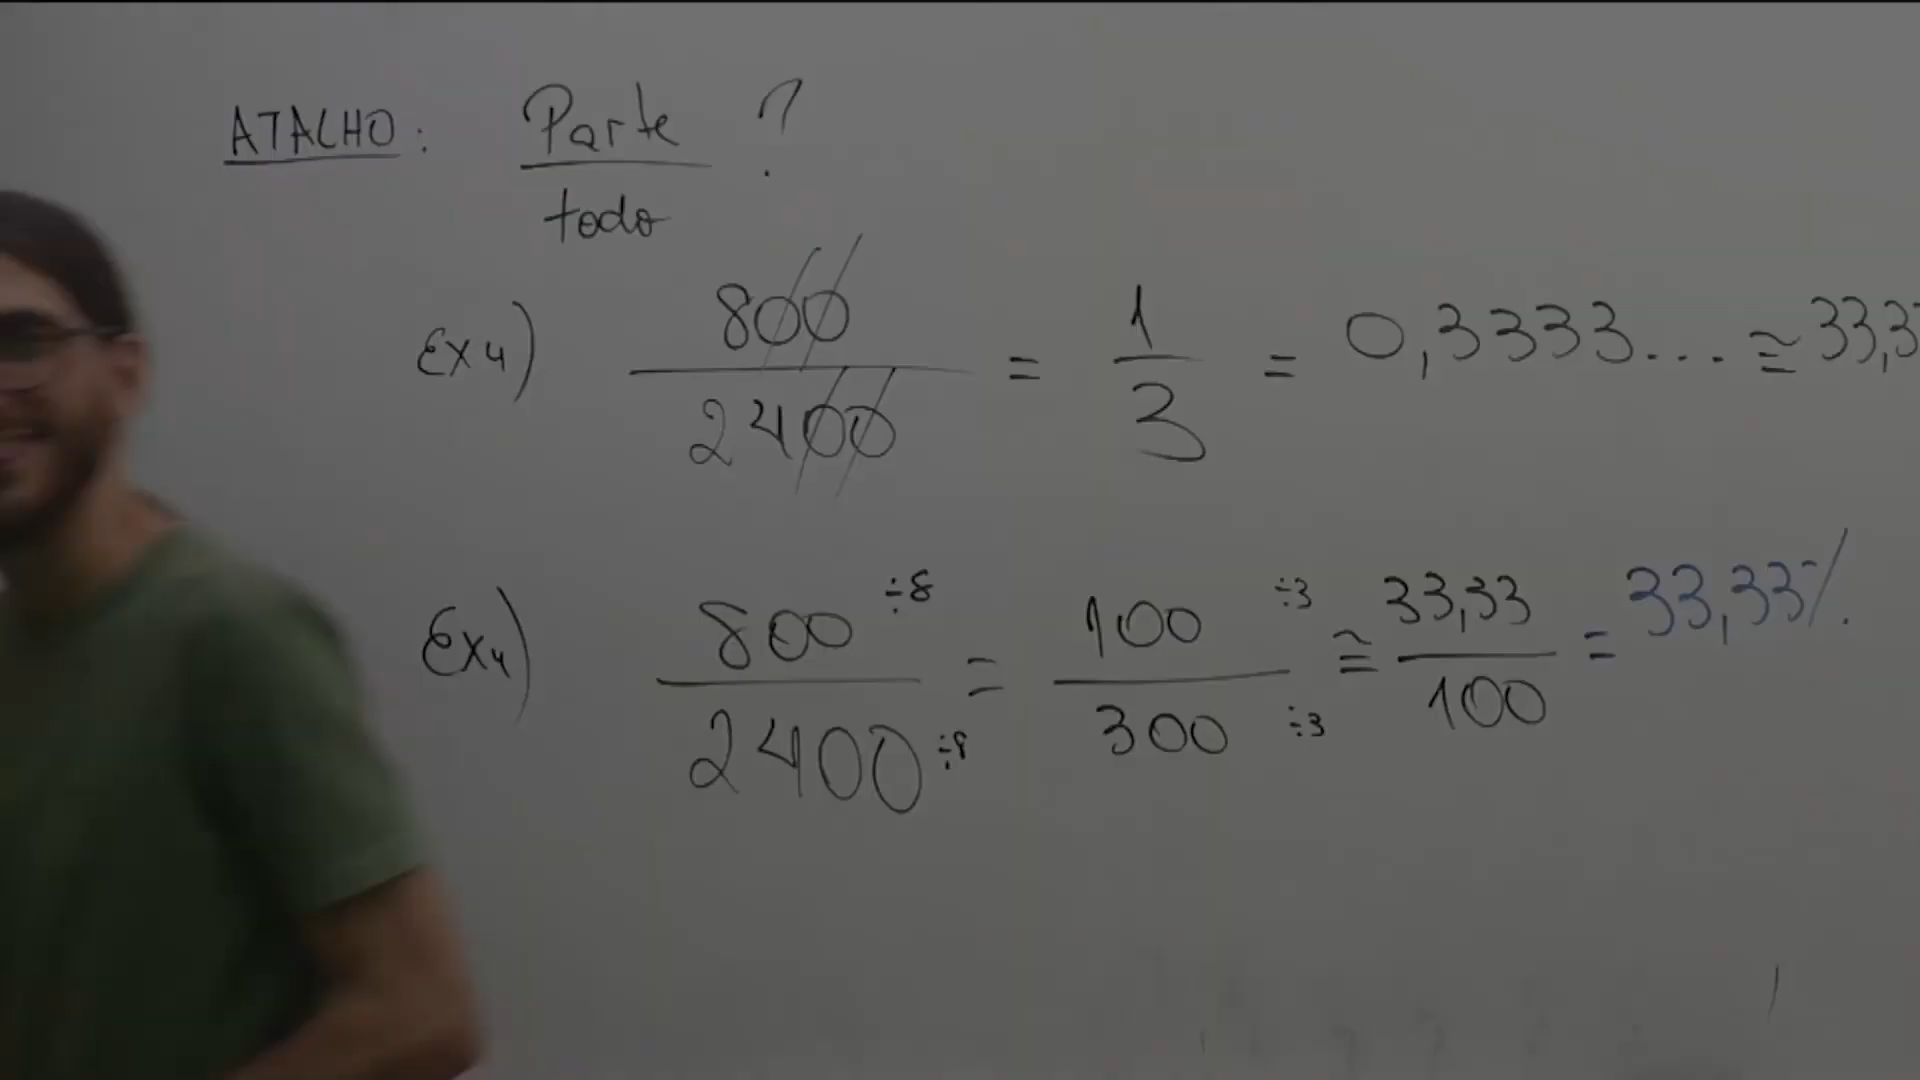 ATALHO: Parte ?
todo
Ex4) 800 / 2400 = 1 / 3 = 0,3333... ≅ 33,3
Ex4) 800 ÷8 / 2400 ÷8 = 100 ÷3 / 300 ÷3 ≅ 33,33 / 100 = 33,33%